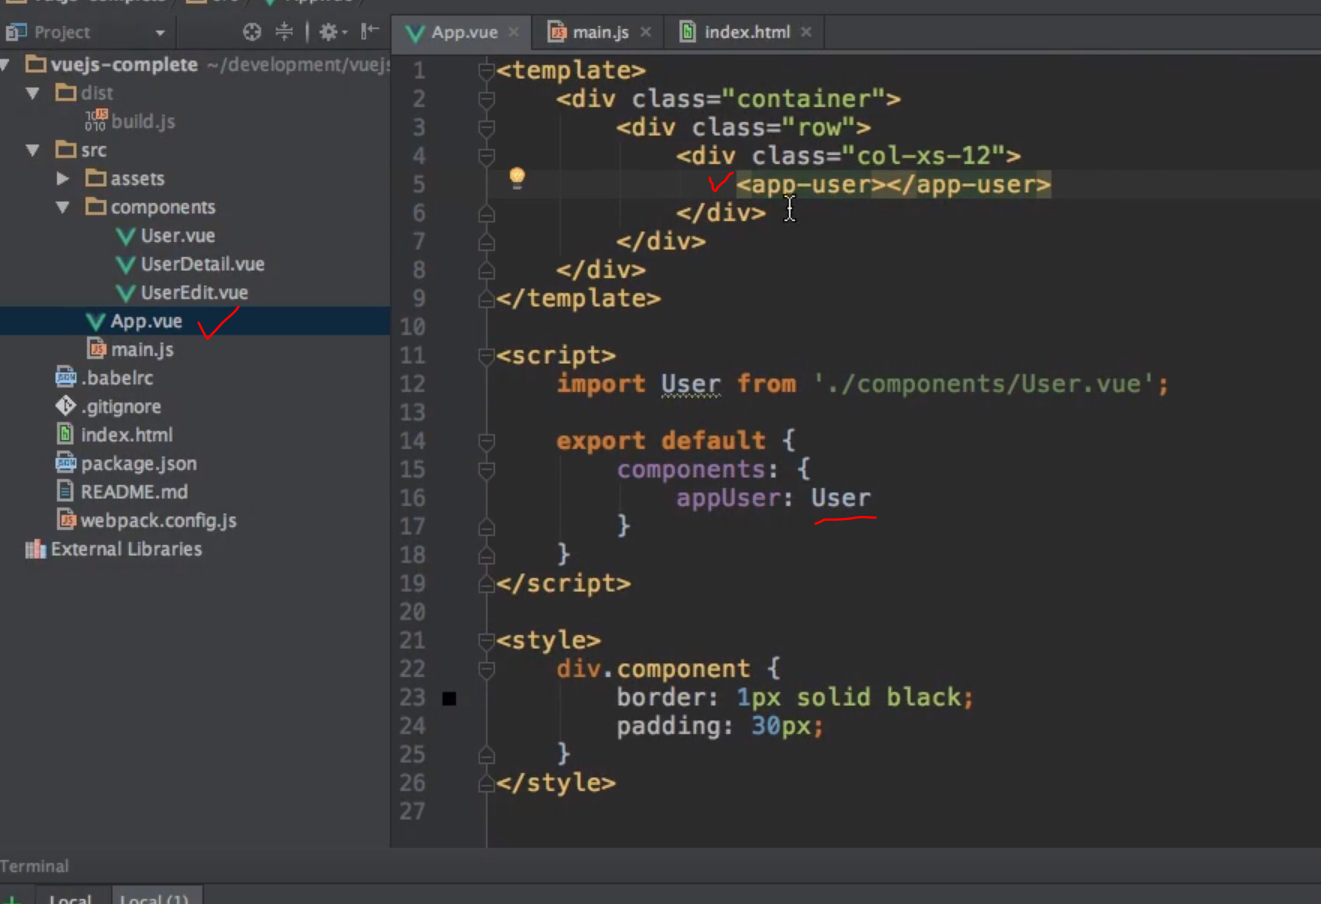 Project
App.vue
main.js
index.html
vuejs-complete ~/development/vuejs
dist
build.js
src
assets
components
User.vue
UserDetail.vue
UserEdit.vue
App.vue
main.js
.babelrc
.gitignore
index.html
package.json
README.md
webpack.config.js
External Libraries
1 <template>
2 <div class="container">
3 <div class="row">
4 <div class="col-xs-12">
5 <app-user></app-user>
6 </div>
7 </div>
8 </div>
9 </template>
10
11 <script>
12 import User from './components/User.vue';
13
14 export default {
15 components: {
16 appUser: User
17 }
18 }
19 </script>
20
21 <style>
22 div.component {
23 border: 1px solid black;
24 padding: 30px;
25 }
26 </style>
27
Terminal
Local
Local (1)